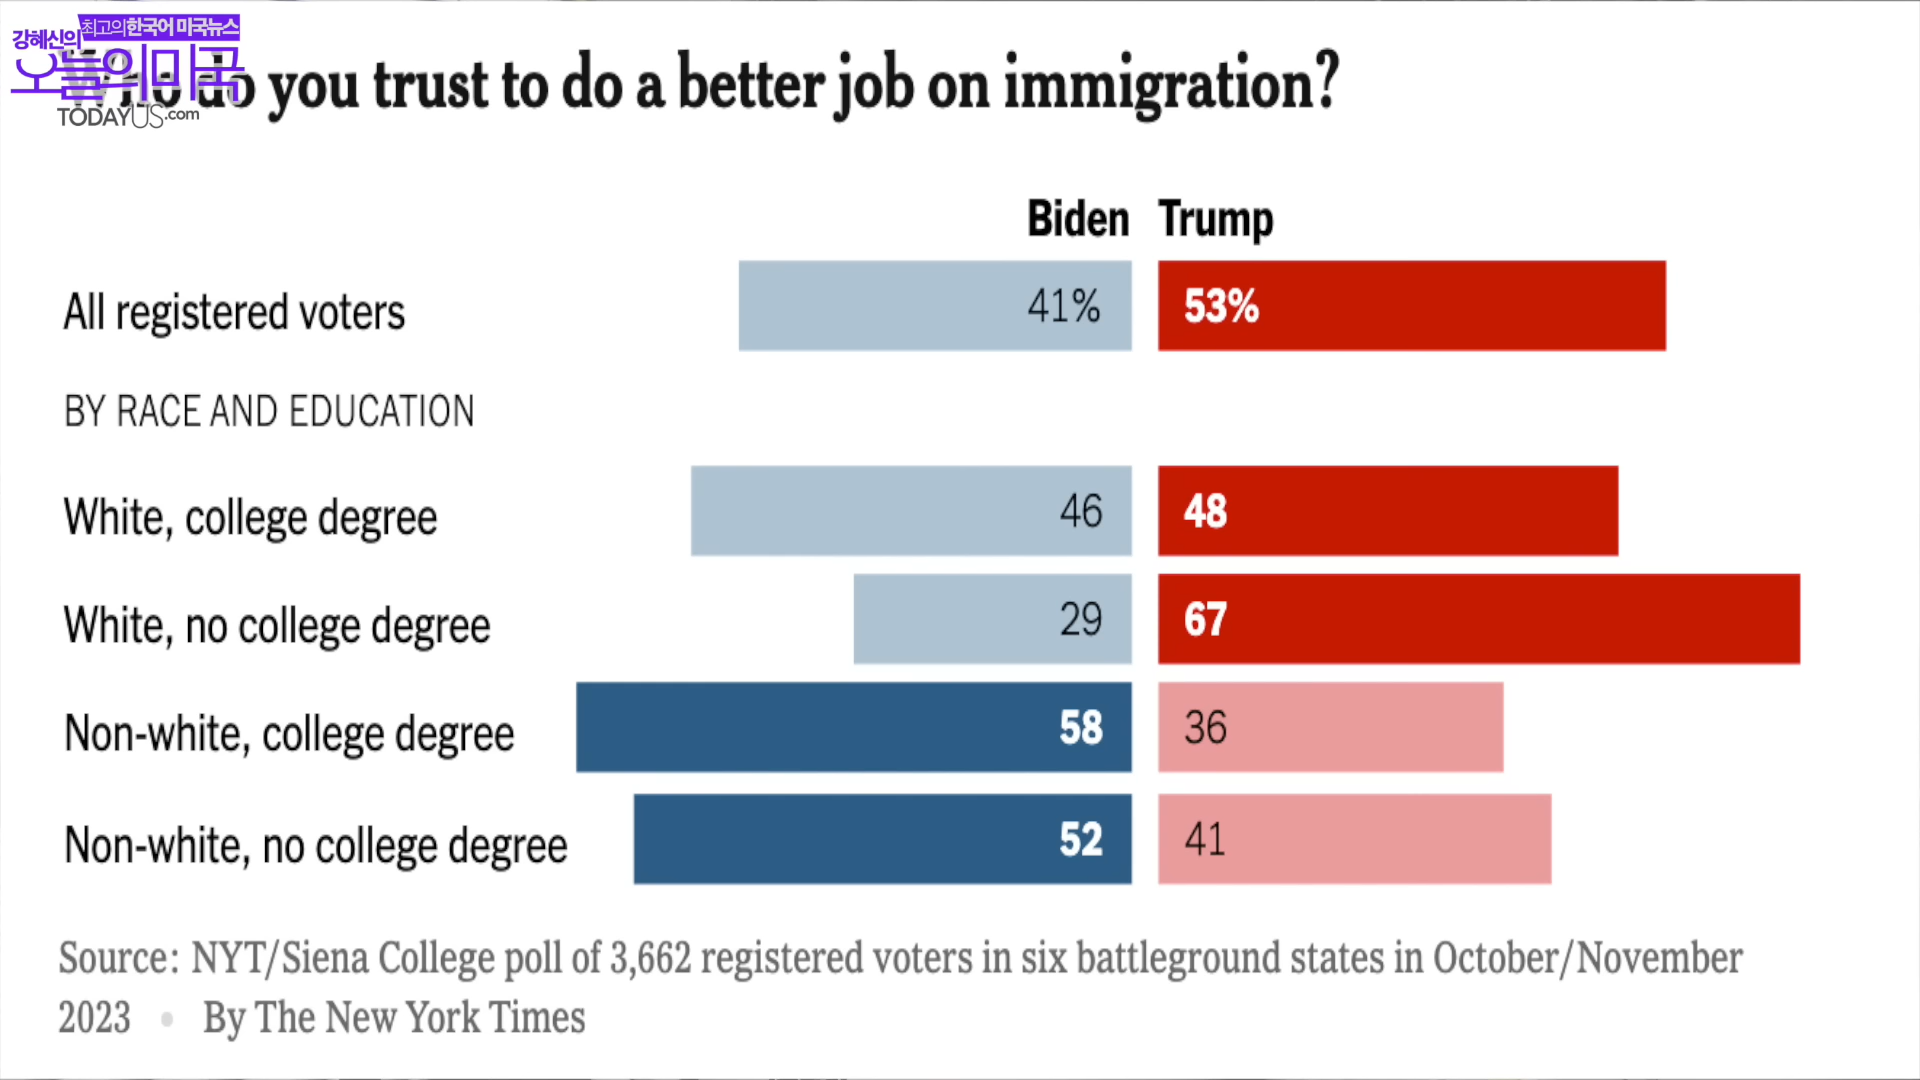 최고의한국어 미국뉴스
강혜신의
오늘의미국
TODAYUS.com
Who do you trust to do a better job on immigration?
Biden Trump
All registered voters 41% 53%
BY RACE AND EDUCATION
White, college degree 46 48
White, no college degree 29 67
Non-white, college degree 58 36
Non-white, no college degree 52 41
Source: NYT/Siena College poll of 3,662 registered voters in six battleground states in October/November
2023 • By The New York Times